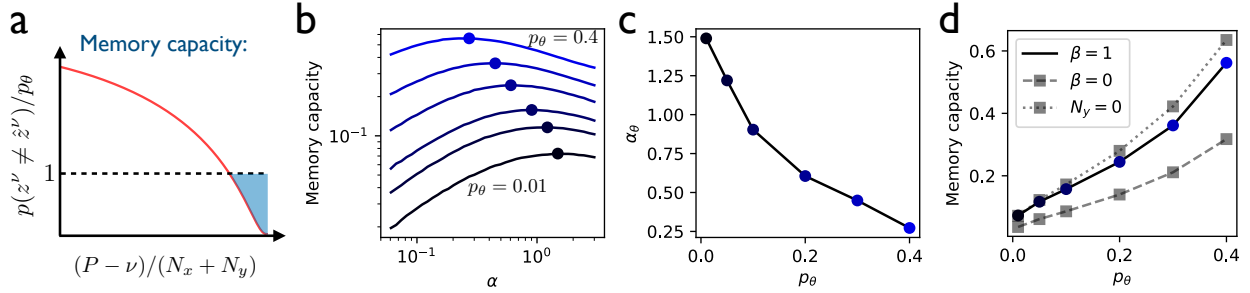 a
Memory capacity:
p(z^ν ≠ ẑ^ν)/p_θ
1
(P − ν)/(N_x + N_y)
b
Memory capacity
10^{-1}
p_θ = 0.4
p_θ = 0.01
10^{-1}
10^0
α
c
α_θ
1.50
1.25
1.00
0.75
0.50
0.25
0.0
0.2
0.4
p_θ
d
Memory capacity
0.6
0.4
0.2
β = 1
β = 0
N_y = 0
0.0
0.2
0.4
p_θ